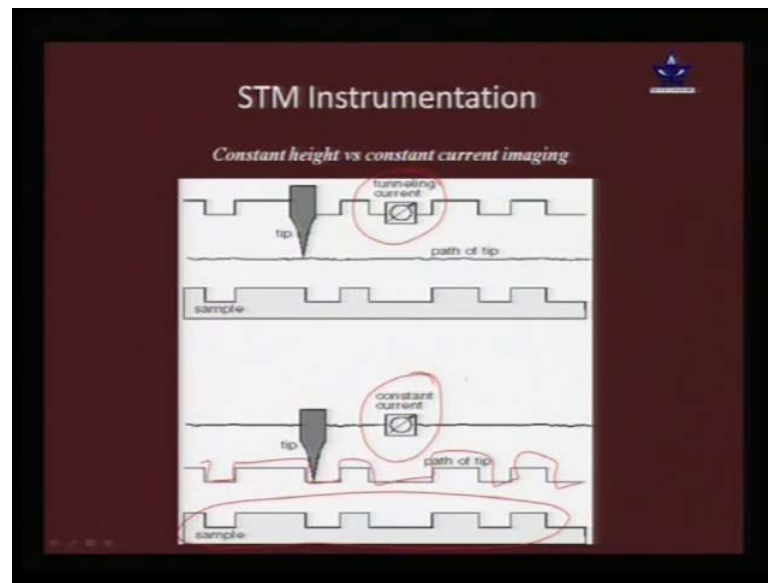 STM Instrumentation
Constant height vs constant current imaging
tunneling
current
tip
path of tip
sample
constant
current
tip
path of tip
sample